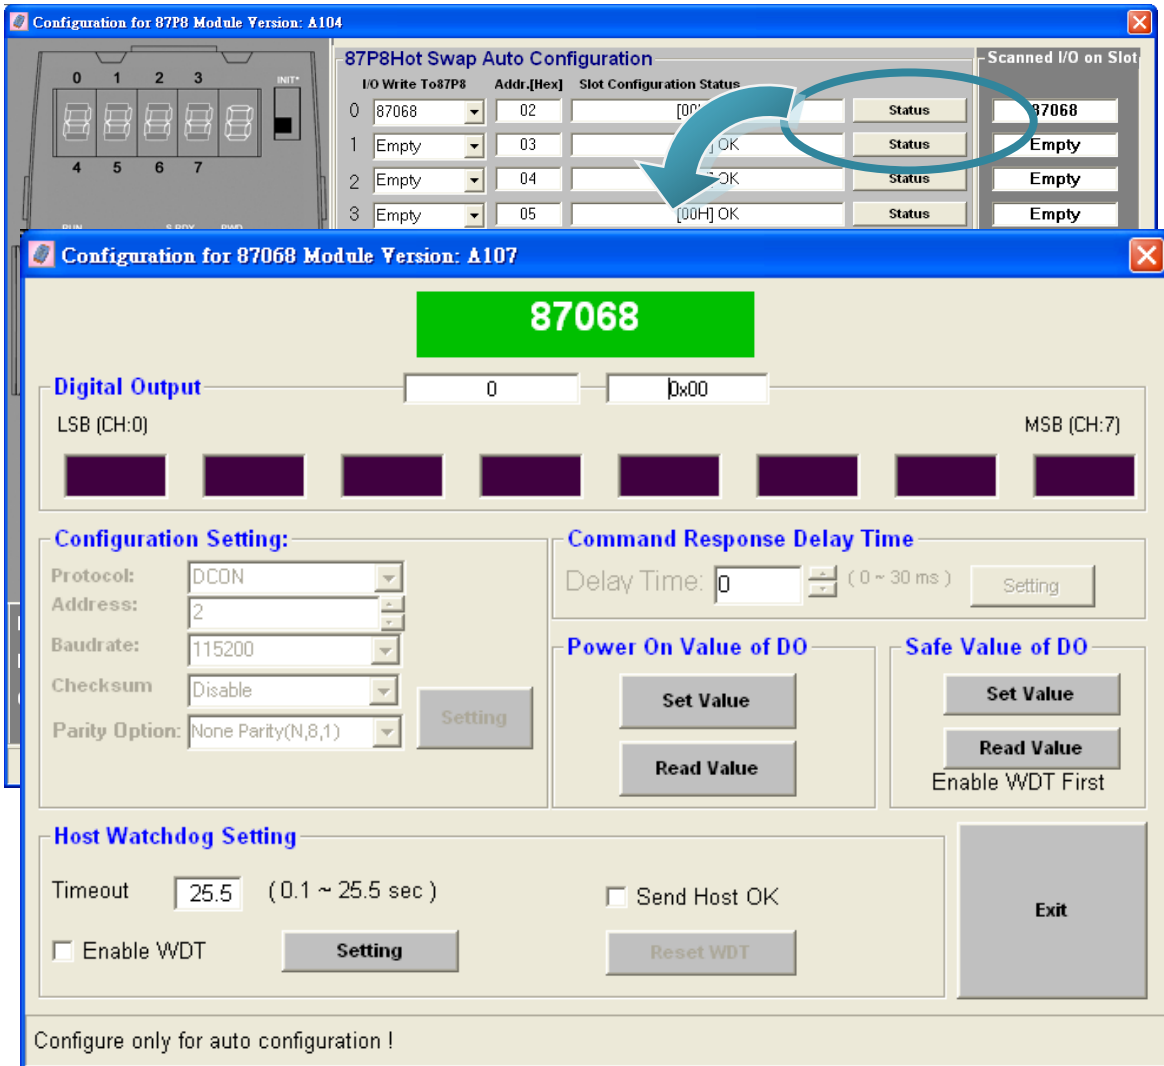 Configuration for 87P8 Module Version: A104
0 1 2 3 INIT*
4 5 6 7
87P8Hot Swap Auto Configuration
Scanned I/O on Slot
I/O Write To87P8 Addr.[Hex] Slot Configuration Status
0 87068 02 Status 87068
1 Empty 03 OK Status Empty
2 Empty 04 OK Status Empty
3 Empty 05 [00H] OK Status Empty
Configuration for 87068 Module Version: A107
87068
Digital Output 0 0x00
LSB (CH:0) MSB (CH:7)
Configuration Setting:
Protocol: DCON
Address: 2
Baudrate: 115200
Checksum Disable
Parity Option: None Parity(N,8,1)
Setting
Command Response Delay Time
Delay Time: 0 ( 0 ~ 30 ms ) Setting
Power On Value of DO
Set Value
Read Value
Safe Value of DO
Set Value
Read Value
Enable WDT First
Host Watchdog Setting
Timeout 25.5 ( 0.1 ~ 25.5 sec )
Send Host OK
Enable WDT Setting Reset WDT
Exit
Configure only for auto configuration !